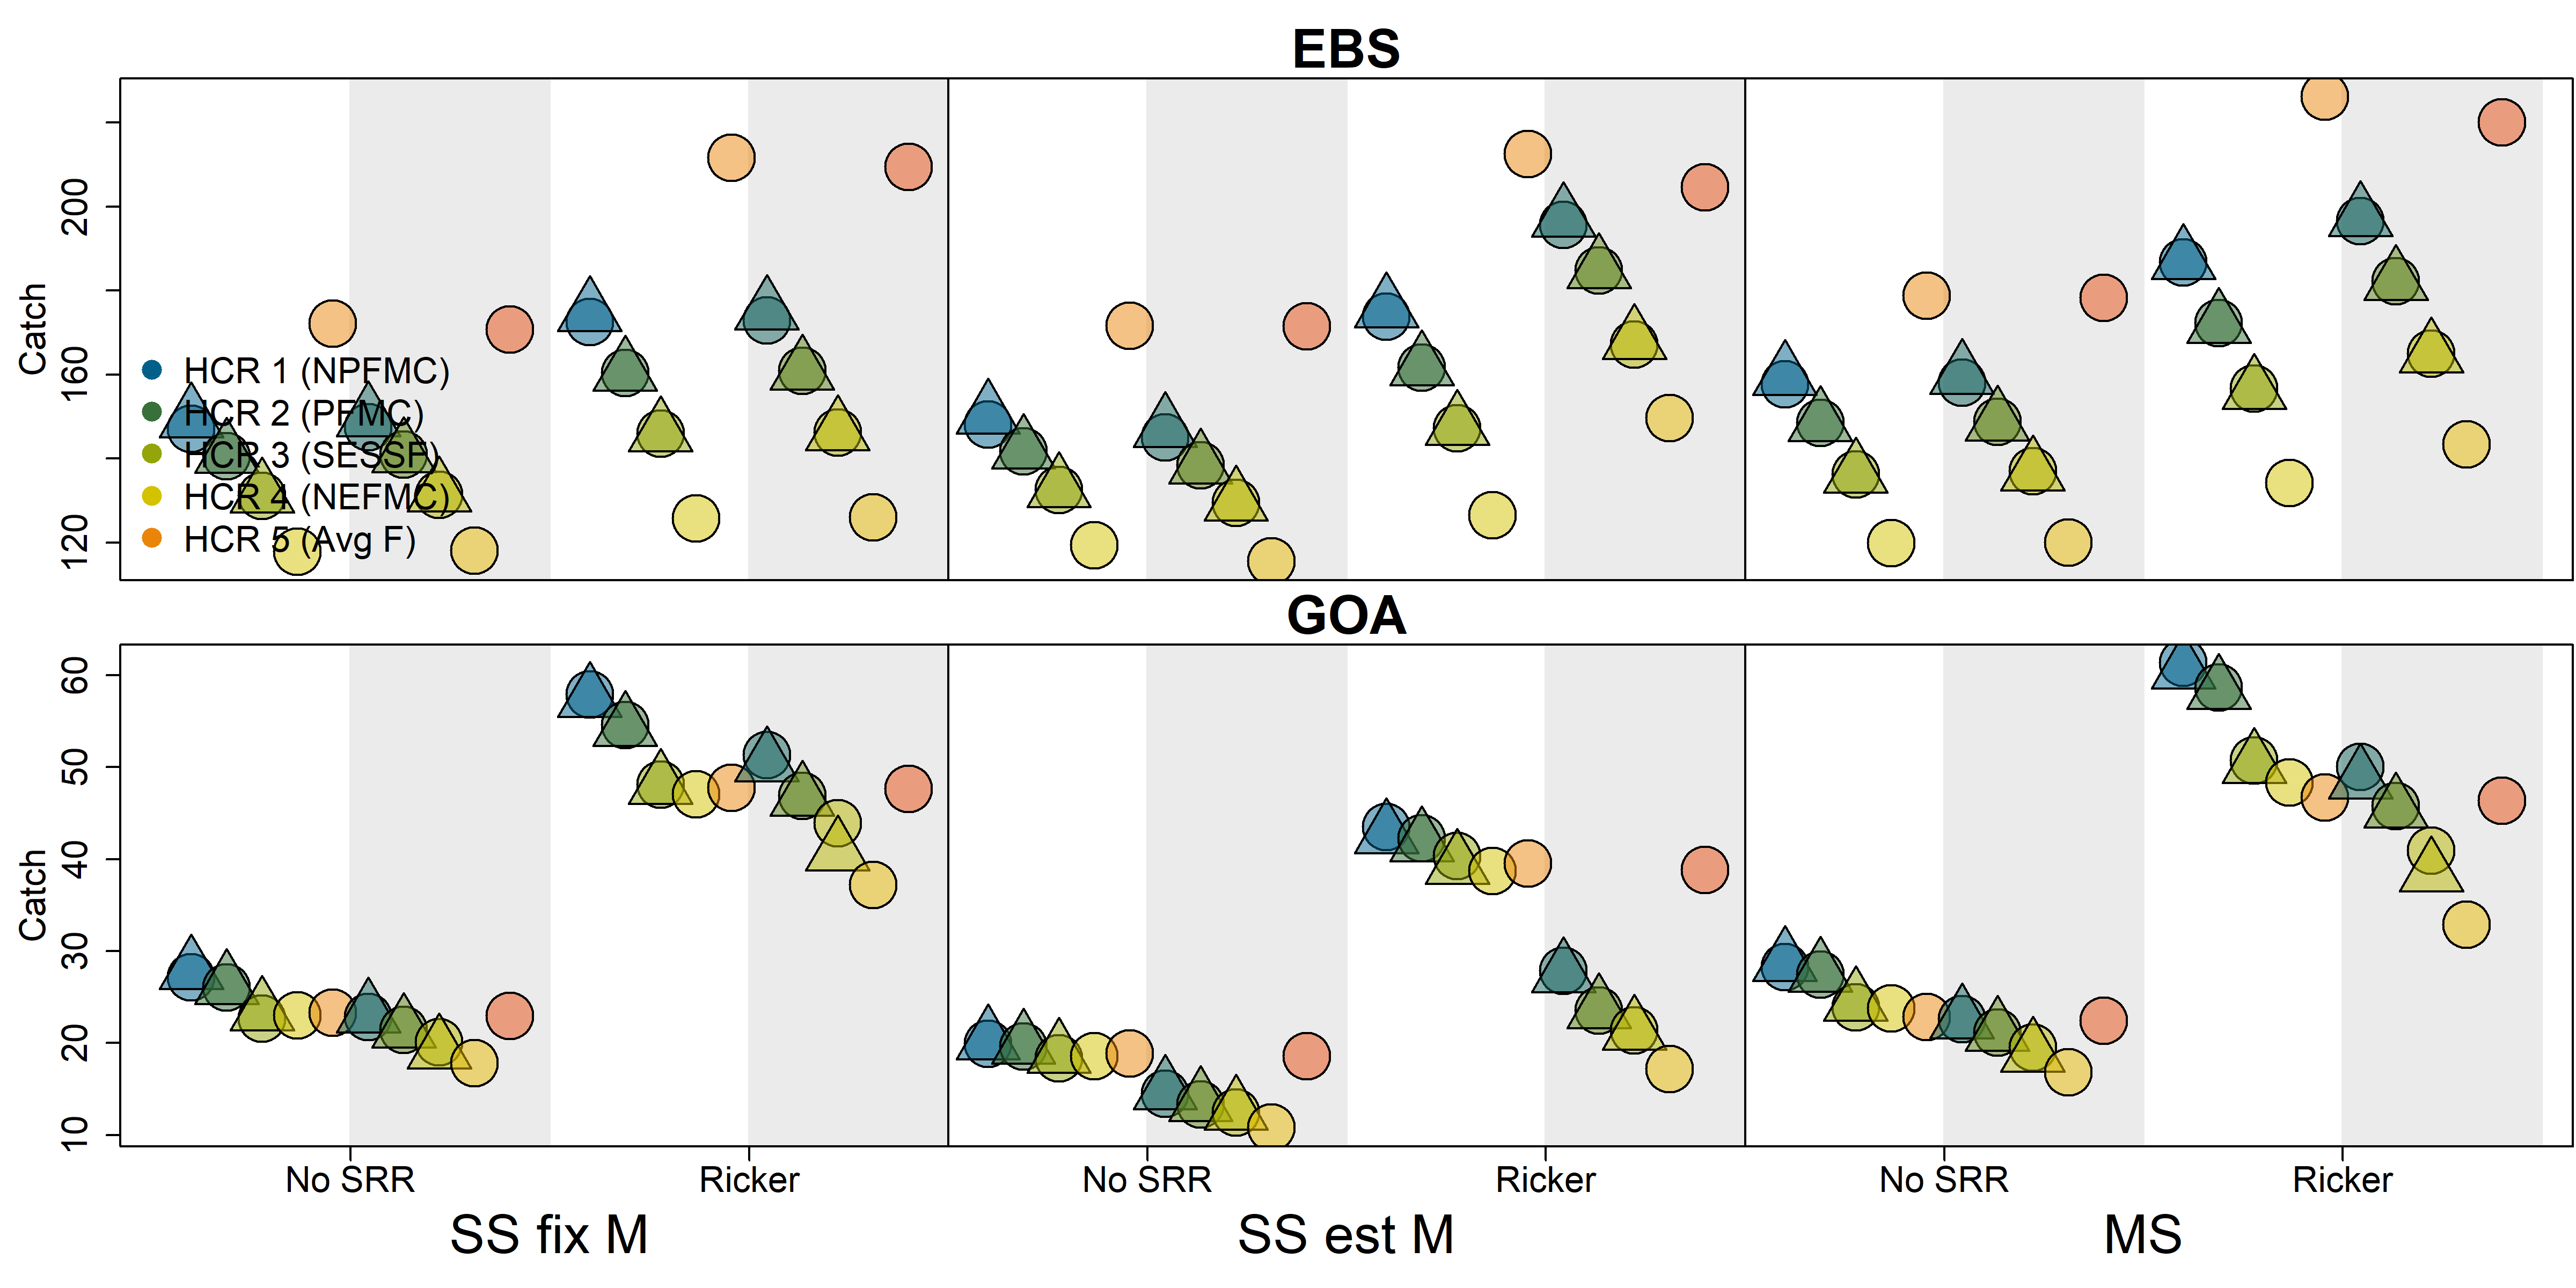 EBS
Catch
200
160
120
HCR 1 (NPFMC)
HCR 2 (PFMC)
HCR 3 (SESSF)
HCR 4 (NEFMC)
HCR 5 (Avg F)
GOA
Catch
60
50
40
30
20
10
No SRR Ricker No SRR Ricker No SRR Ricker
SS fix M SS est M MS